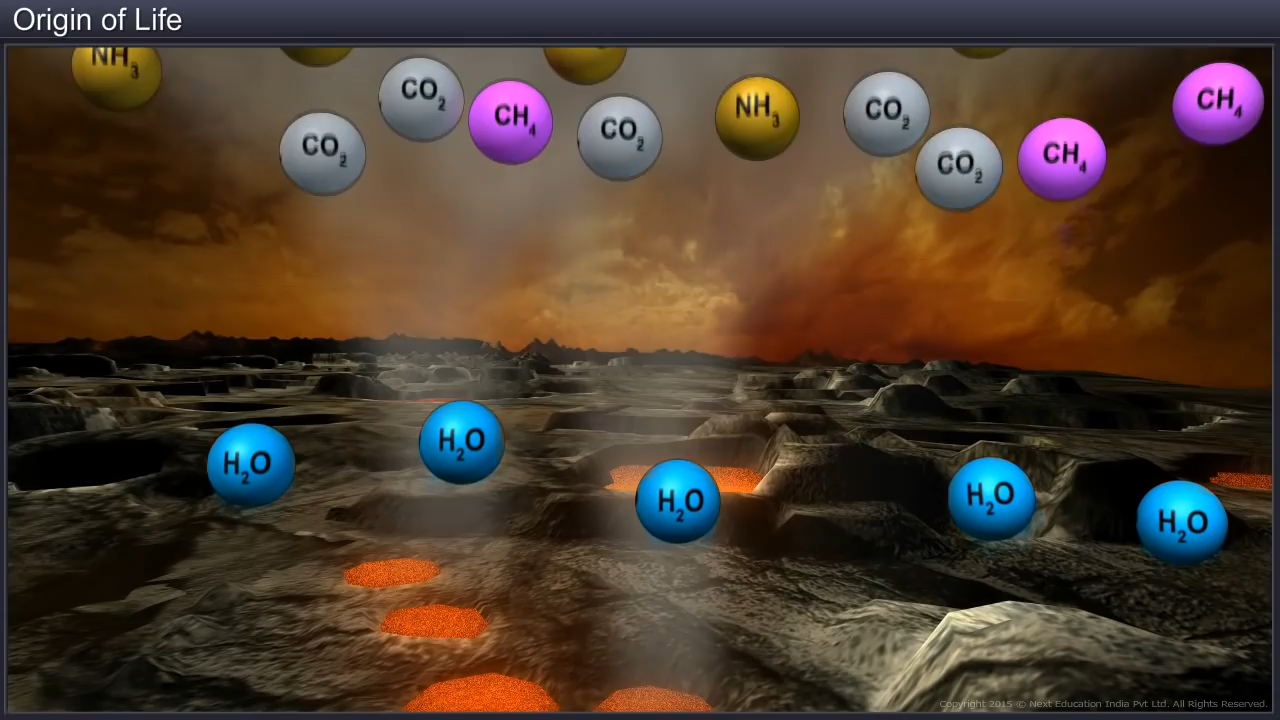 Origin of Life
NH₃
CO₂
CO₂
CH₄
CO₂
NH₃
CO₂
CO₂
CH₄
CH₄
H₂O
H₂O
H₂O
H₂O
H₂O
Copyright 2015 © Next Education India Pvt Ltd. All Rights Reserved.